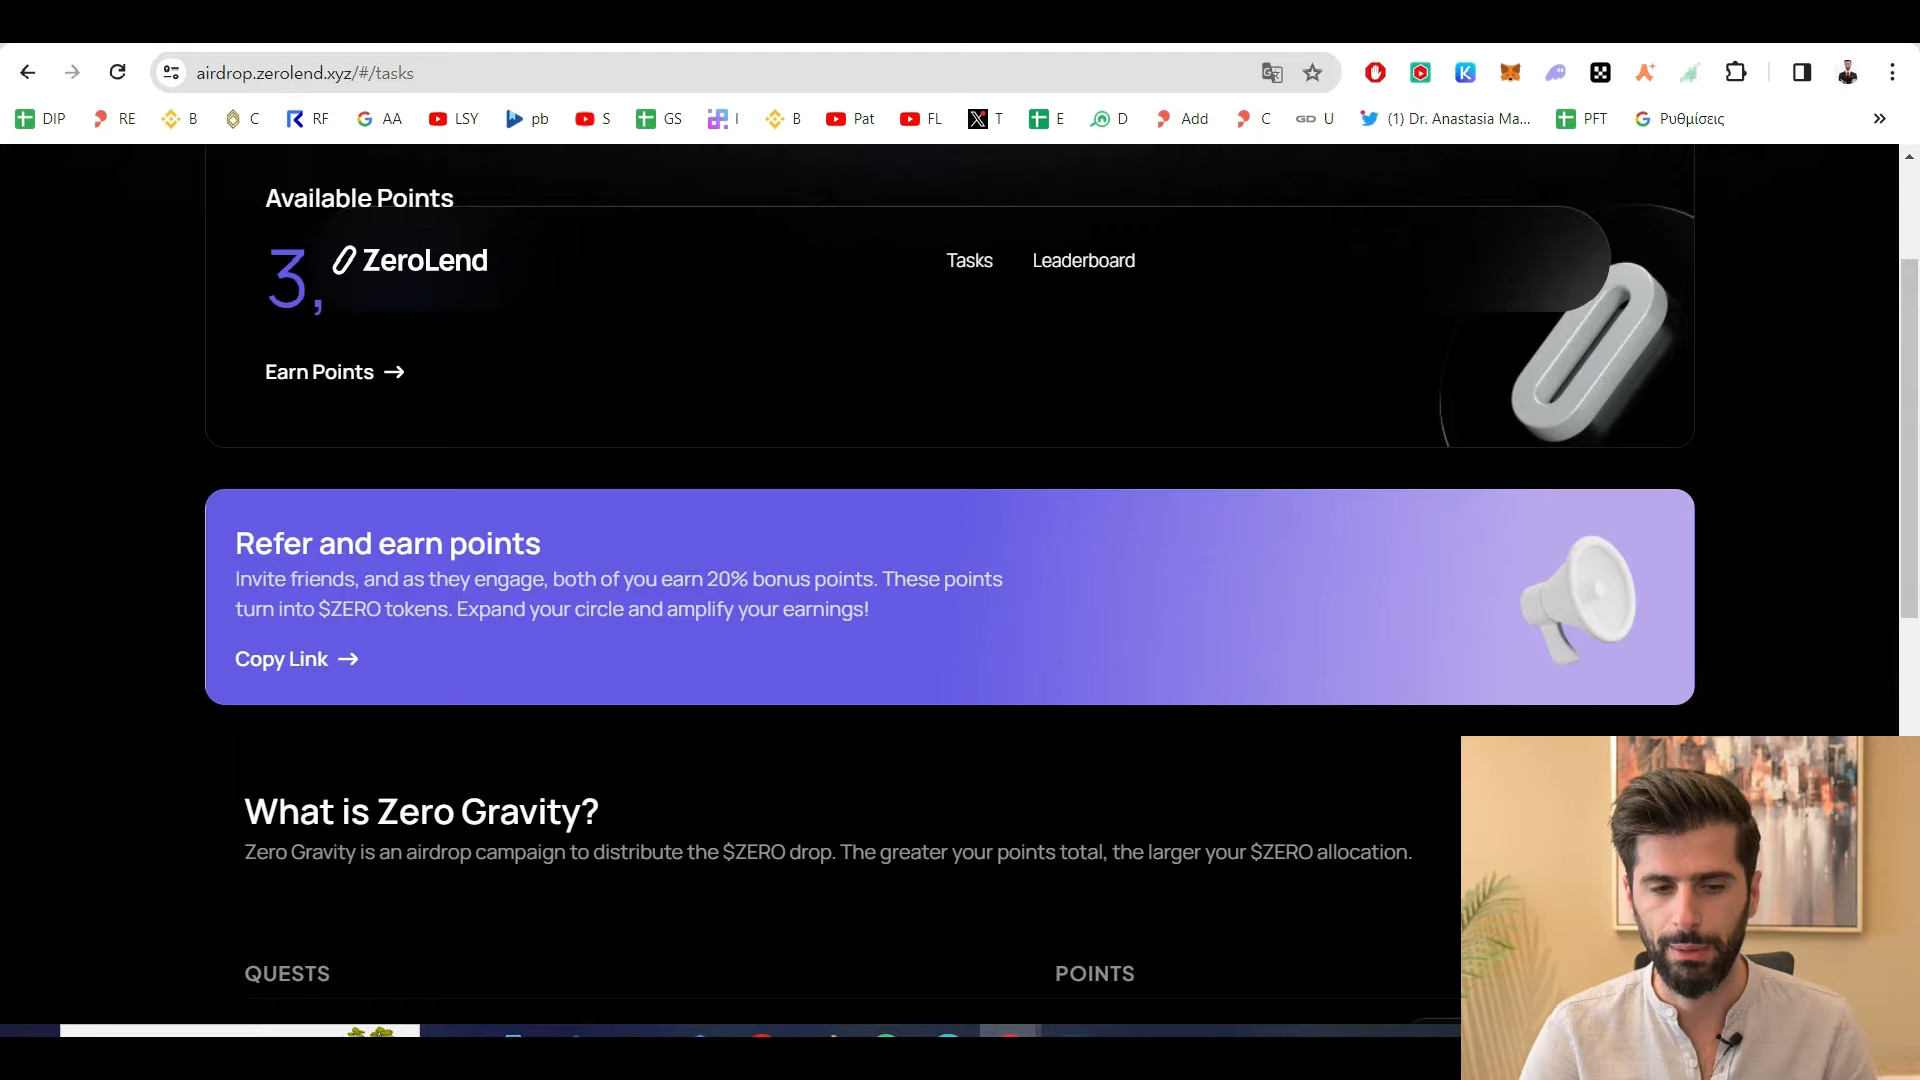 airdrop.zerolend.xyz/#/tasks
DIP RE B C RF AA LSY pb S GS I B Pat FL T E D Add C U (1) Dr. Anastasia Ma... PFT Ρυθμίσεις
Available Points
3,
ZeroLend Tasks Leaderboard
Earn Points
Refer and earn points
Invite friends, and as they engage, both of you earn 20% bonus points. These points
turn into $ZERO tokens. Expand your circle and amplify your earnings!
Copy Link
What is Zero Gravity?
Zero Gravity is an airdrop campaign to distribute the $ZERO drop. The greater your points total, the larger your $ZERO allocation.
QUESTS POINTS